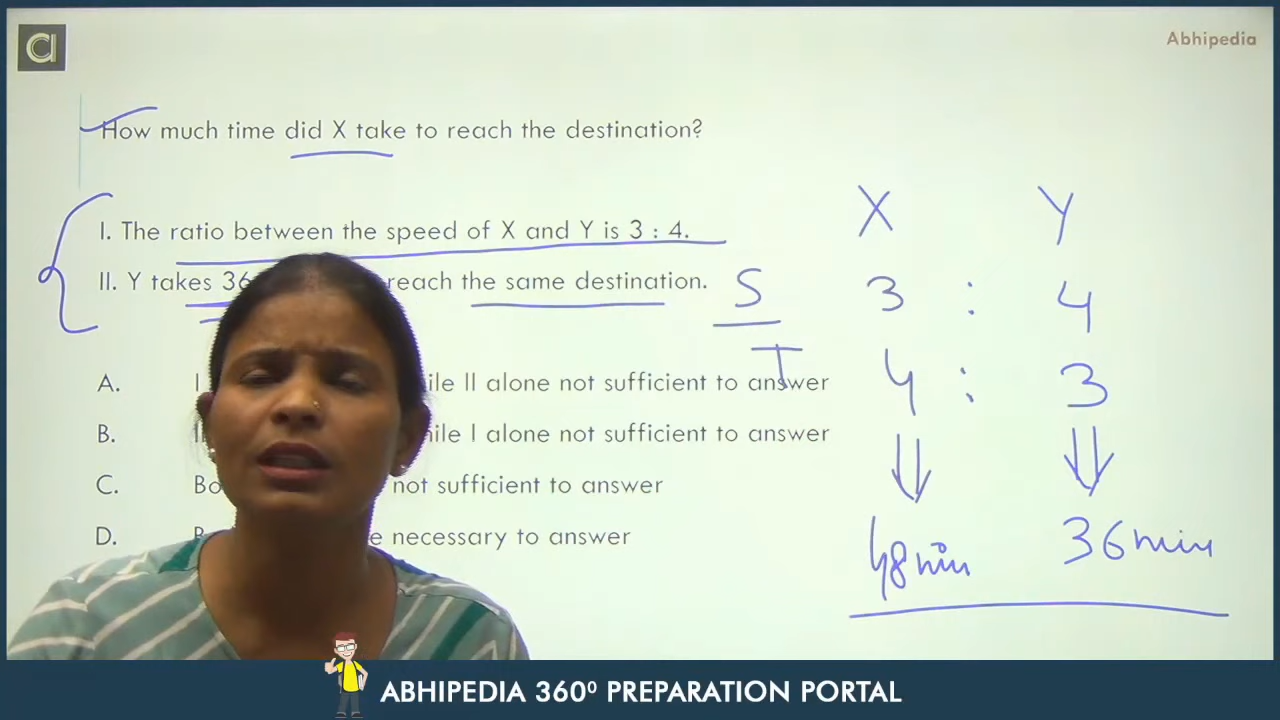 Abhipedia
How much time did X take to reach the destination?
I. The ratio between the speed of X and Y is 3 : 4.
II. Y takes 36 reach the same destination.
A. I ile II alone not sufficient to answer
B. hile I alone not sufficient to answer
C. Bo not sufficient to answer
D. necessary to answer
X Y
S 3 : 4
T 4 : 3
48 min 36 min
ABHIPEDIA 360⁰ PREPARATION PORTAL